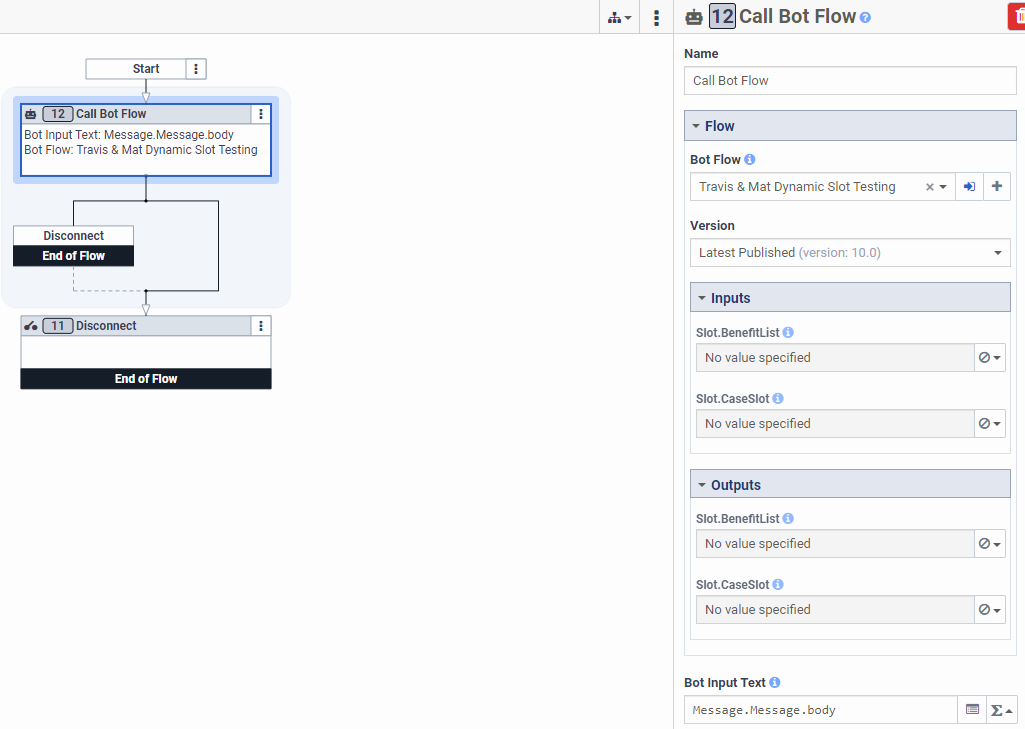 Start
12 Call Bot Flow
Bot Input Text: Message.Message.body
Bot Flow: Travis & Mat Dynamic Slot Testing
Disconnect
End of Flow
11 Disconnect
End of Flow
12 Call Bot Flow
Name
Call Bot Flow
Flow
Bot Flow
Travis & Mat Dynamic Slot Testing
Version
Latest Published (version: 10.0)
Inputs
Slot.BenefitList
No value specified
Slot.CaseSlot
No value specified
Outputs
Slot.BenefitList
No value specified
Slot.CaseSlot
No value specified
Bot Input Text
Message.Message.body